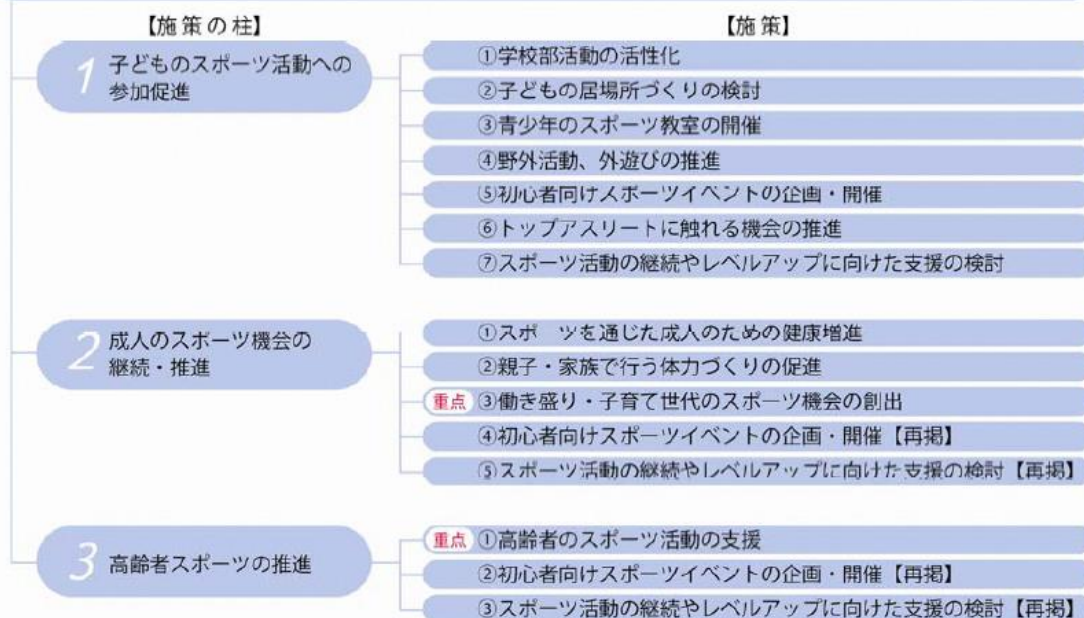 【施策の柱】
【施策】
1 子どものスポーツ活動への
参加促進
①学校部活動の活性化
②子どもの居場所づくりの検討
③青少年のスポーツ教室の開催
④野外活動、外遊びの推進
⑤初心者向けスポーツイベントの企画・開催
⑥トップアスリートに触れる機会の推進
⑦スポーツ活動の継続やレベルアップに向けた支援の検討
2 成人のスポーツ機会の
継続・推進
①スポーツを通じた成人のための健康増進
②親子・家族で行う体力づくりの促進
重点 ③働き盛り・子育て世代のスポーツ機会の創出
④初心者向けスポーツイベントの企画・開催【再掲】
⑤スポーツ活動の継続やレベルアップに向けた支援の検討【再掲】
3 高齢者スポーツの推進
重点 ①高齢者のスポーツ活動の支援
②初心者向けスポーツイベントの企画・開催【再掲】
③スポーツ活動の継続やレベルアップに向けた支援の検討【再掲】